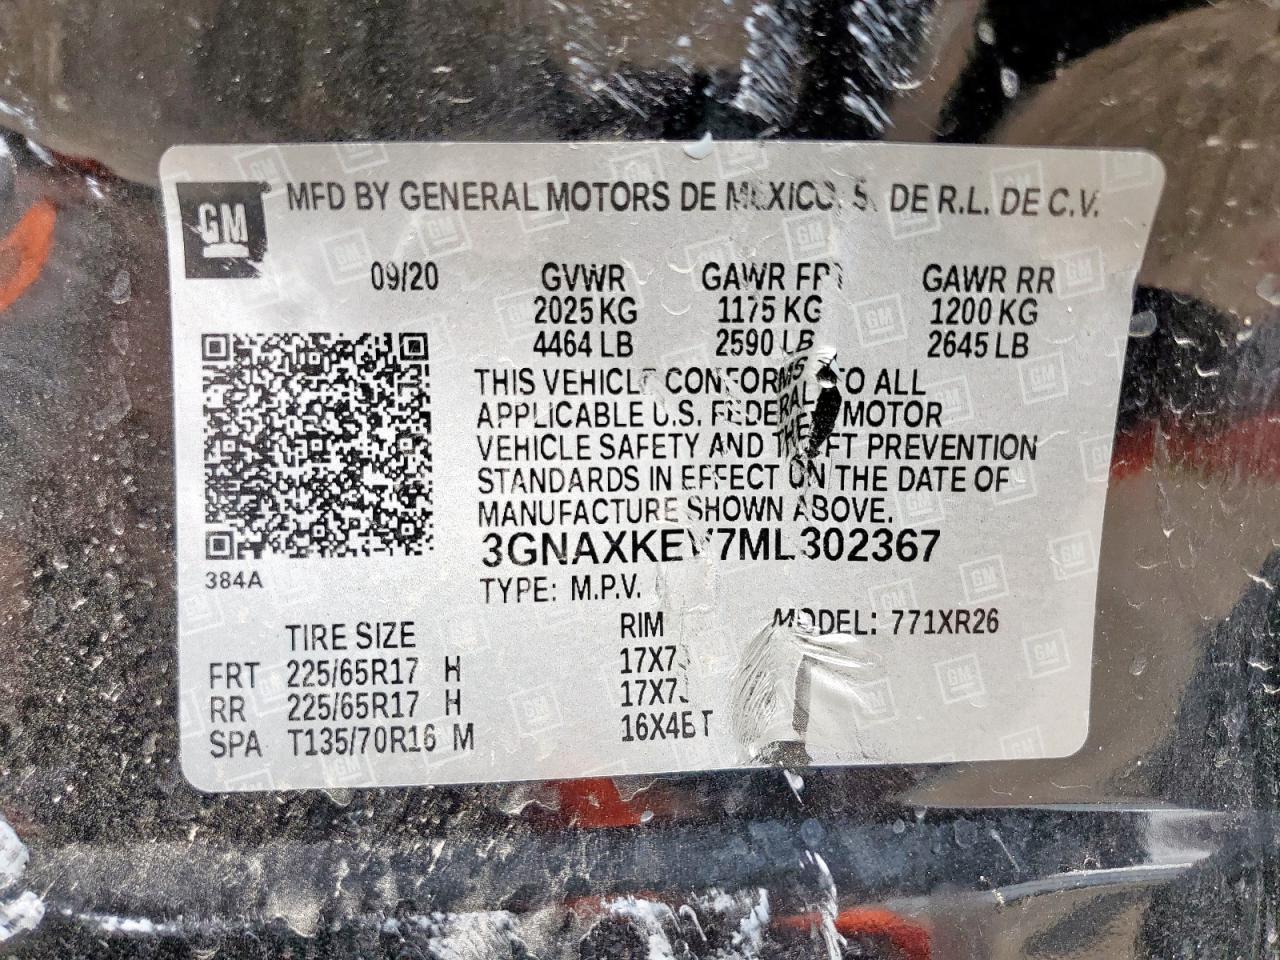 GM
MFD BY GENERAL MOTORS DE MEXICO, S. DE R.L. DE C.V.
09/20 GVWR GAWR FRT GAWR RR
2025 KG 1175 KG 1200 KG
4464 LB 2590 LB 2645 LB
THIS VEHICLE CONFORMS TO ALL
APPLICABLE U.S. FEDERAL MOTOR
VEHICLE SAFETY AND THEFT PREVENTION
STANDARDS IN EFFECT ON THE DATE OF
MANUFACTURE SHOWN ABOVE.
384A
TYPE: M.P.V.
TIRE SIZE RIM MODEL: 771XR26
FRT 225/65R17 H 17X7J
RR 225/65R17 H 17X7J
SPA T135/70R16 M 16X4BT